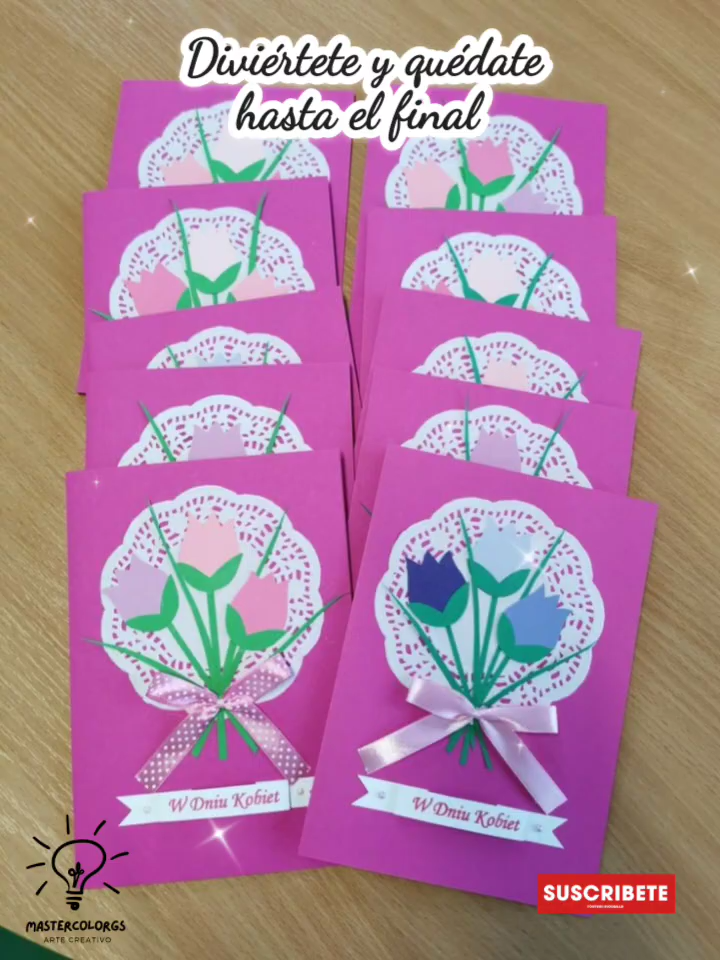 Diviértete y quédate
hasta el final
W Dniu Kobiet
W Dniu Kobiet
MASTERCOLORGS
ARTE CREATIVO
SUSCRIBETE